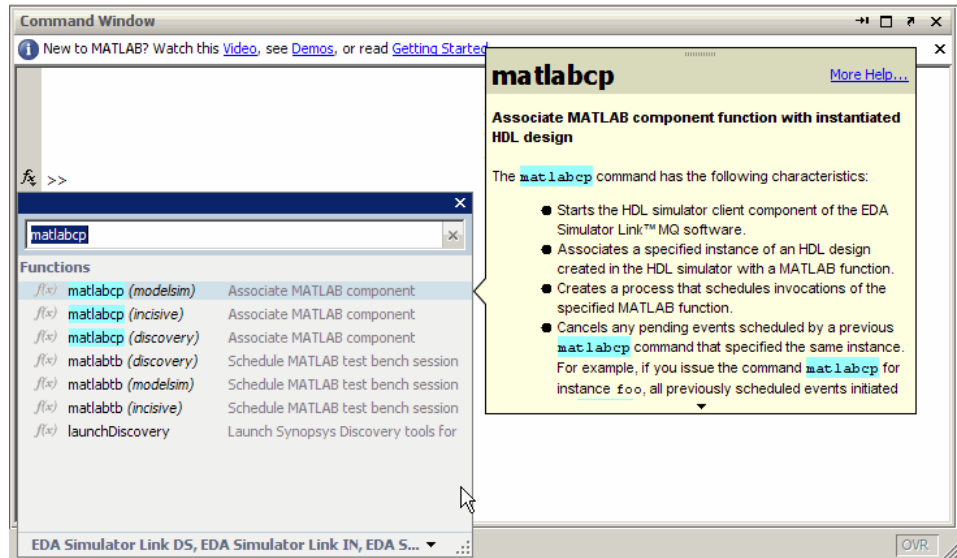 Command Window
New to MATLAB? Watch this Video, see Demos, or read Getting Started
fx >>
matlabcp
Functions
f(x) matlabcp (modelsim) Associate MATLAB component
f(x) matlabcp (incisive) Associate MATLAB component
f(x) matlabcp (discovery) Associate MATLAB component
f(x) matlabtb (discovery) Schedule MATLAB test bench session
f(x) matlabtb (modelsim) Schedule MATLAB test bench session
f(x) matlabtb (incisive) Schedule MATLAB test bench session
f(x) launchDiscovery Launch Synopsys Discovery tools for
EDA Simulator Link DS, EDA Simulator Link IN, EDA S...
matlabcp More Help...
Associate MATLAB component function with instantiated
HDL design
The matlabcp command has the following characteristics:
● Starts the HDL simulator client component of the EDA
Simulator Link™ MQ software.
● Associates a specified instance of an HDL design
created in the HDL simulator with a MATLAB function.
● Creates a process that schedules invocations of the
specified MATLAB function.
● Cancels any pending events scheduled by a previous
matlabcp command that specified the same instance.
For example, if you issue the command matlabcp for
instance foo, all previously scheduled events initiated
OVR